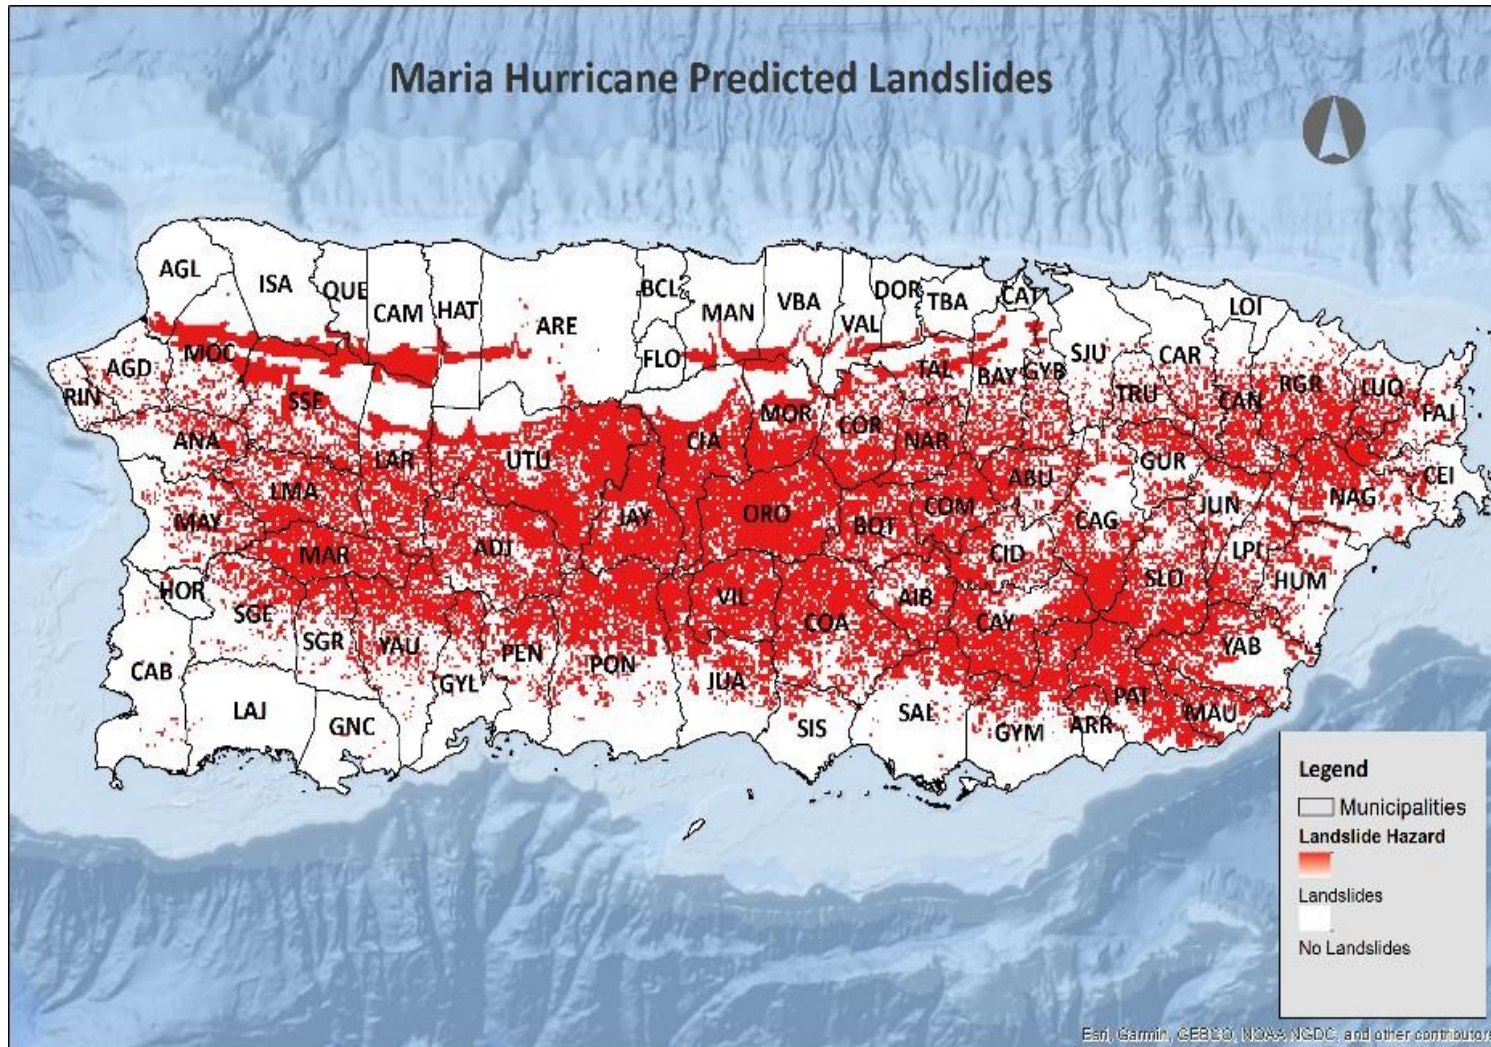 Maria Hurricane Predicted Landslides
AGL
ISA
QUE
CAM
HAT
ARE
BCL
MAN
VBA
VAL
DOR
TBA
CAT
LOI
FLO
SJU
CAR
AGD
MOC
RIN
SSE
TAL
BAY
GYB
TRU
CAN
RGR
LUQ
FAJ
ANA
LAR
UTU
CIA
MOR
COR
NAR
GUR
CEI
LMA
ABU
JUN
NAG
MAY
JAY
ORO
BQT
COM
CAG
MAR
ADJ
CID
LPI
HOR
SGE
VIL
AIB
SLO
HUM
SGR
YAU
PEN
PON
COA
CAY
YAB
CAB
GYL
JUA
PAT
LAJ
GNC
SIS
SAL
GYM
ARR
MAU
Legend
Municipalities
Landslide Hazard
Landslides
No Landslides
Esri, Garmin, GEBCO, NOAA NGDC, and other contributors